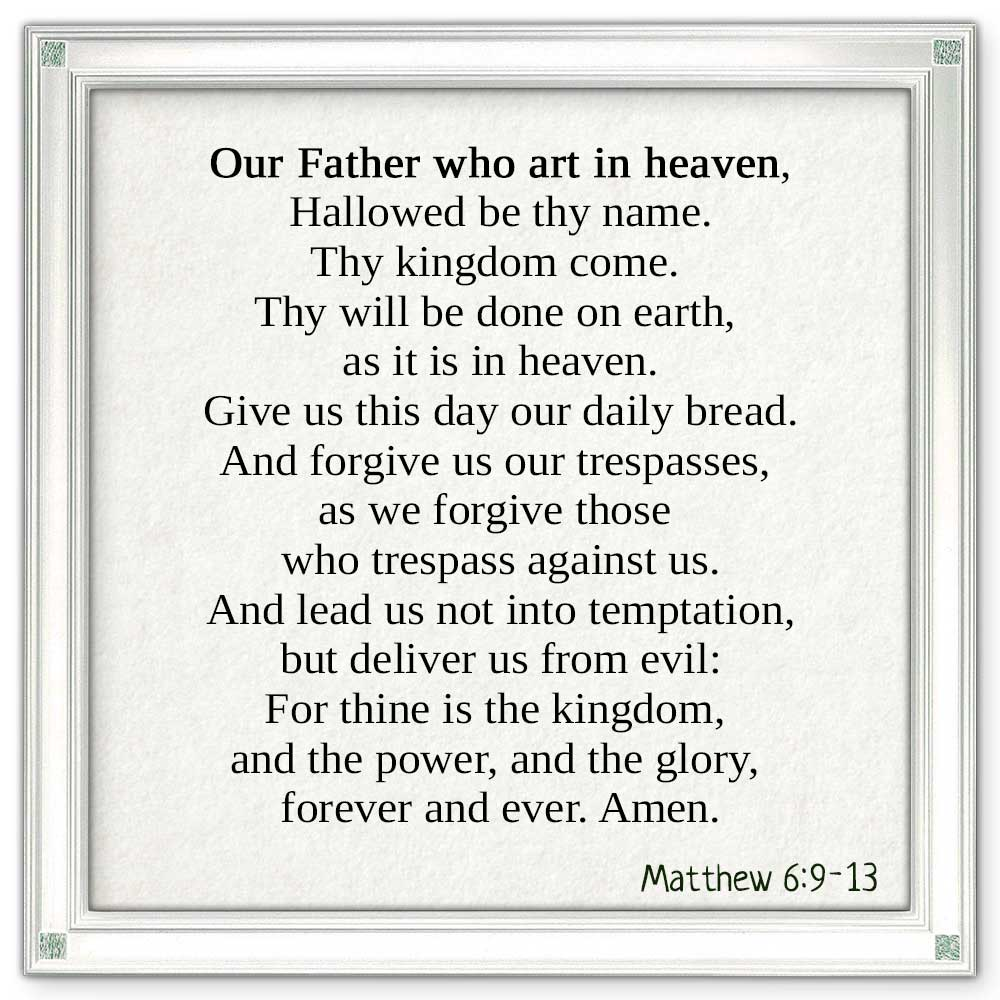 Our Father who art in heaven,
Hallowed be thy name.
Thy kingdom come.
Thy will be done on earth,
as it is in heaven.
Give us this day our daily bread.
And forgive us our trespasses,
as we forgive those
who trespass against us.
And lead us not into temptation,
but deliver us from evil:
For thine is the kingdom,
and the power, and the glory,
forever and ever. Amen.
Matthew 6:9-13